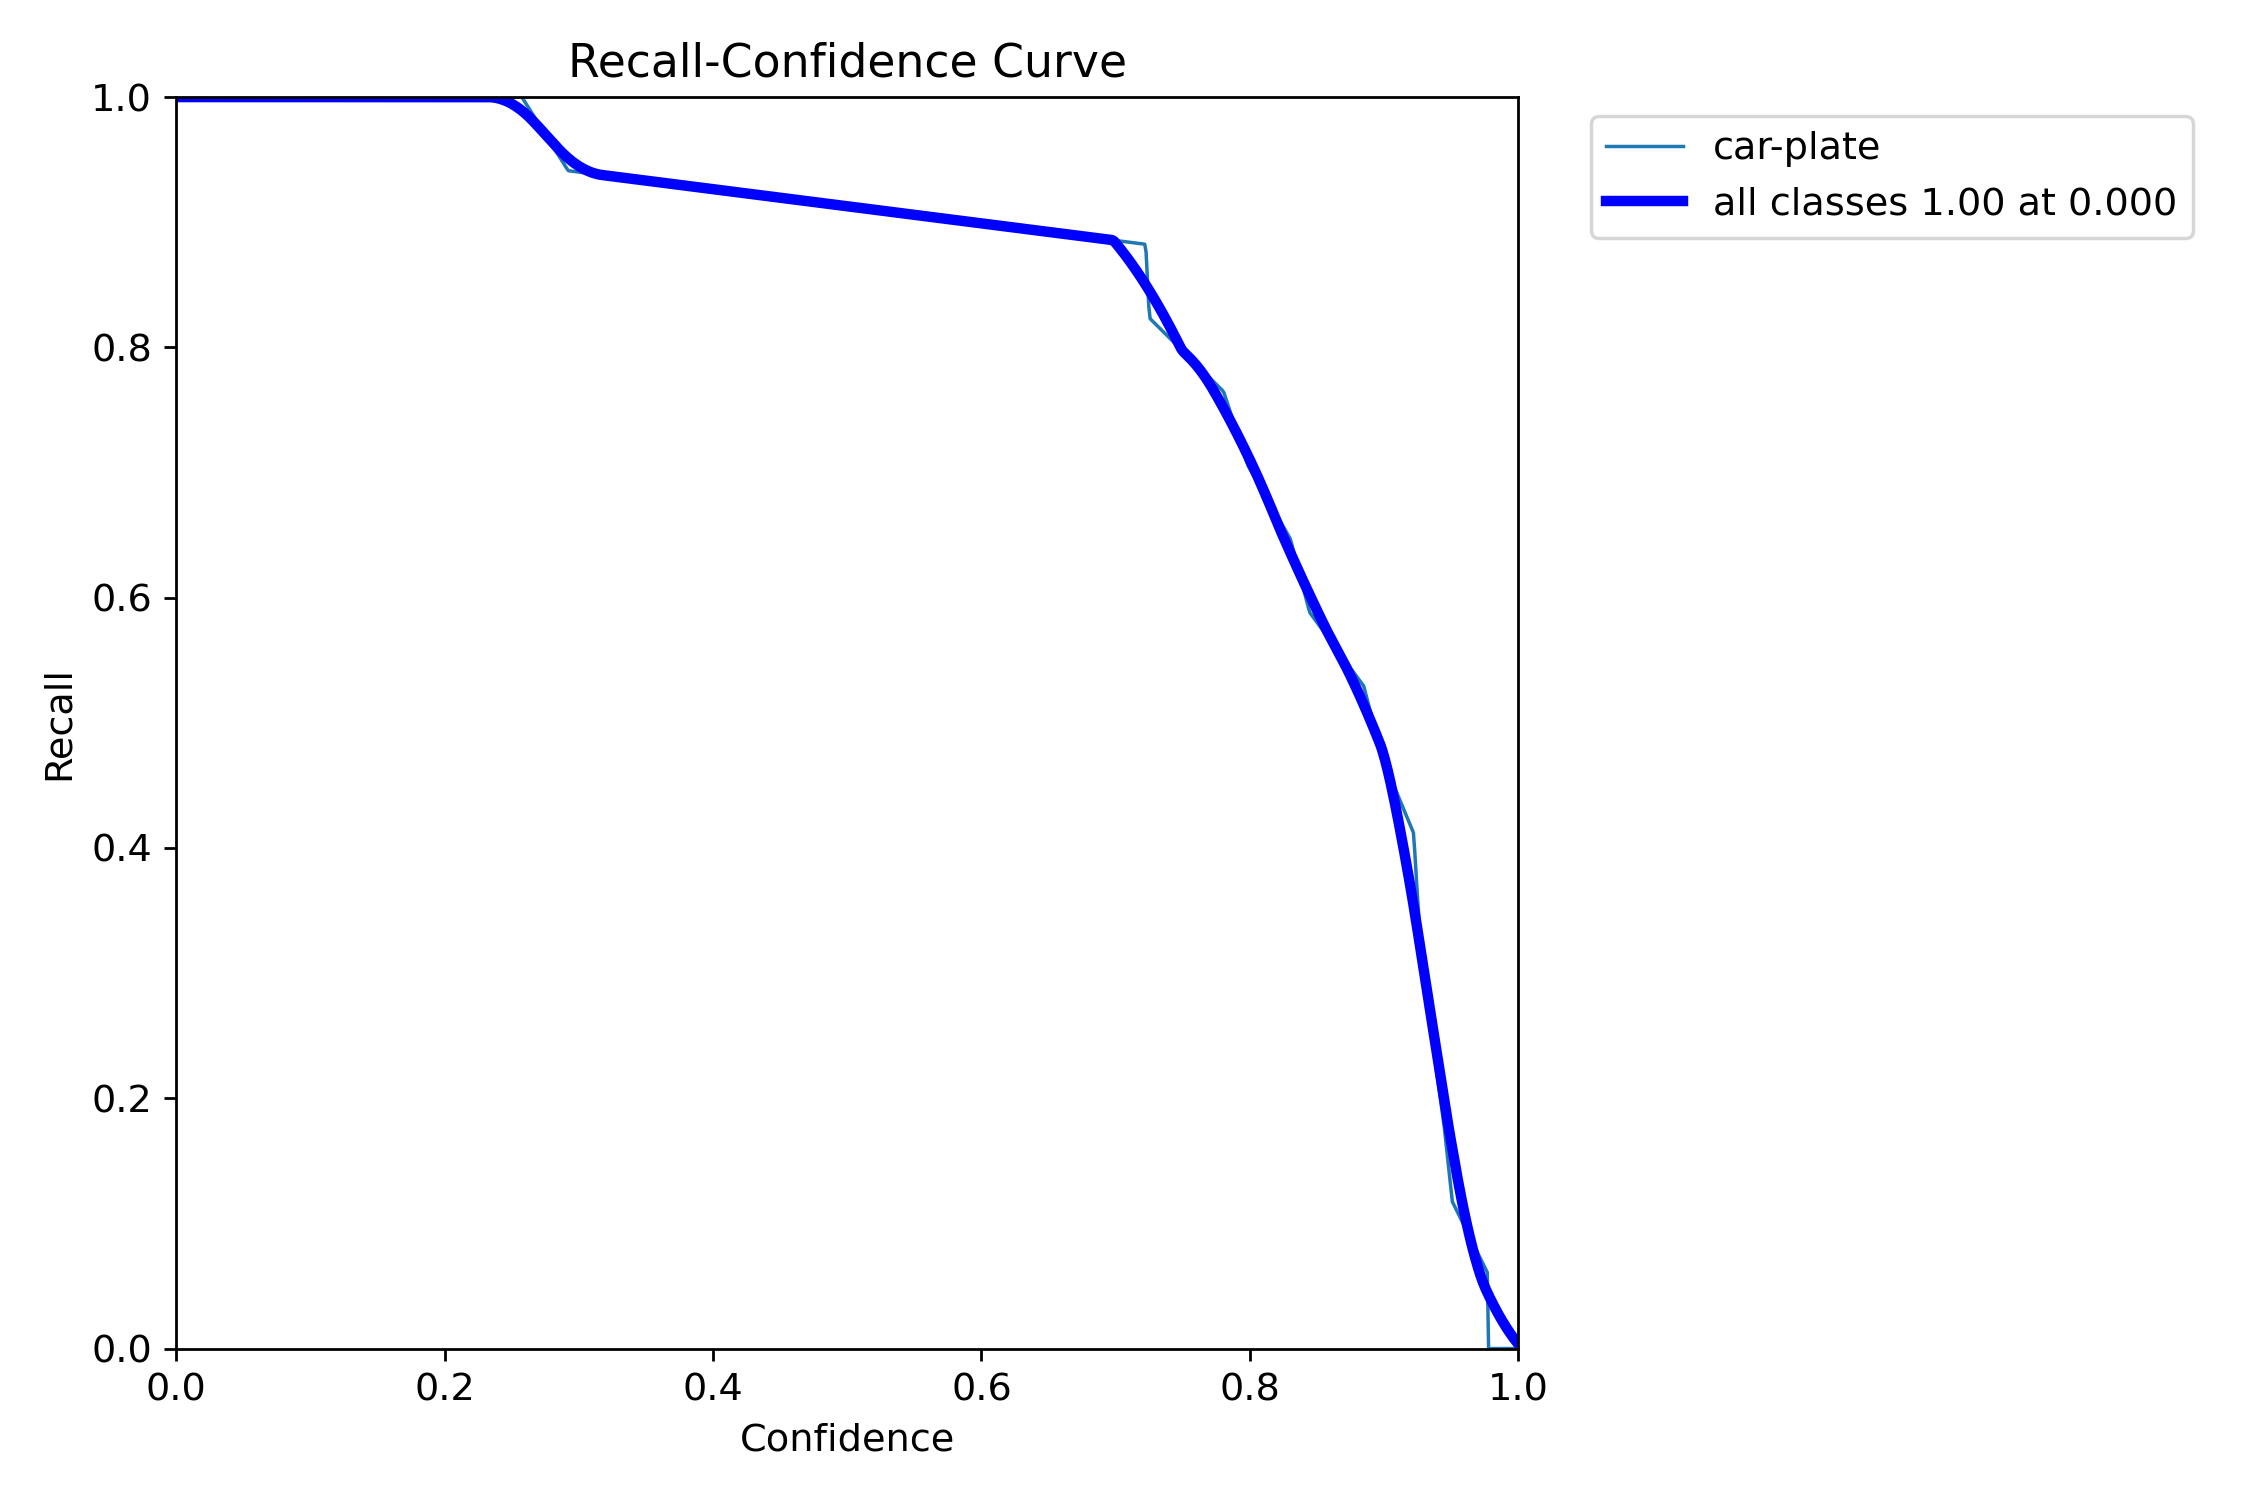 Recall-Confidence Curve
1.0
0.8
0.6
0.4
0.2
0.0
Recall
0.0 0.2 0.4 0.6 0.8 1.0
Confidence
car-plate
all classes 1.00 at 0.000